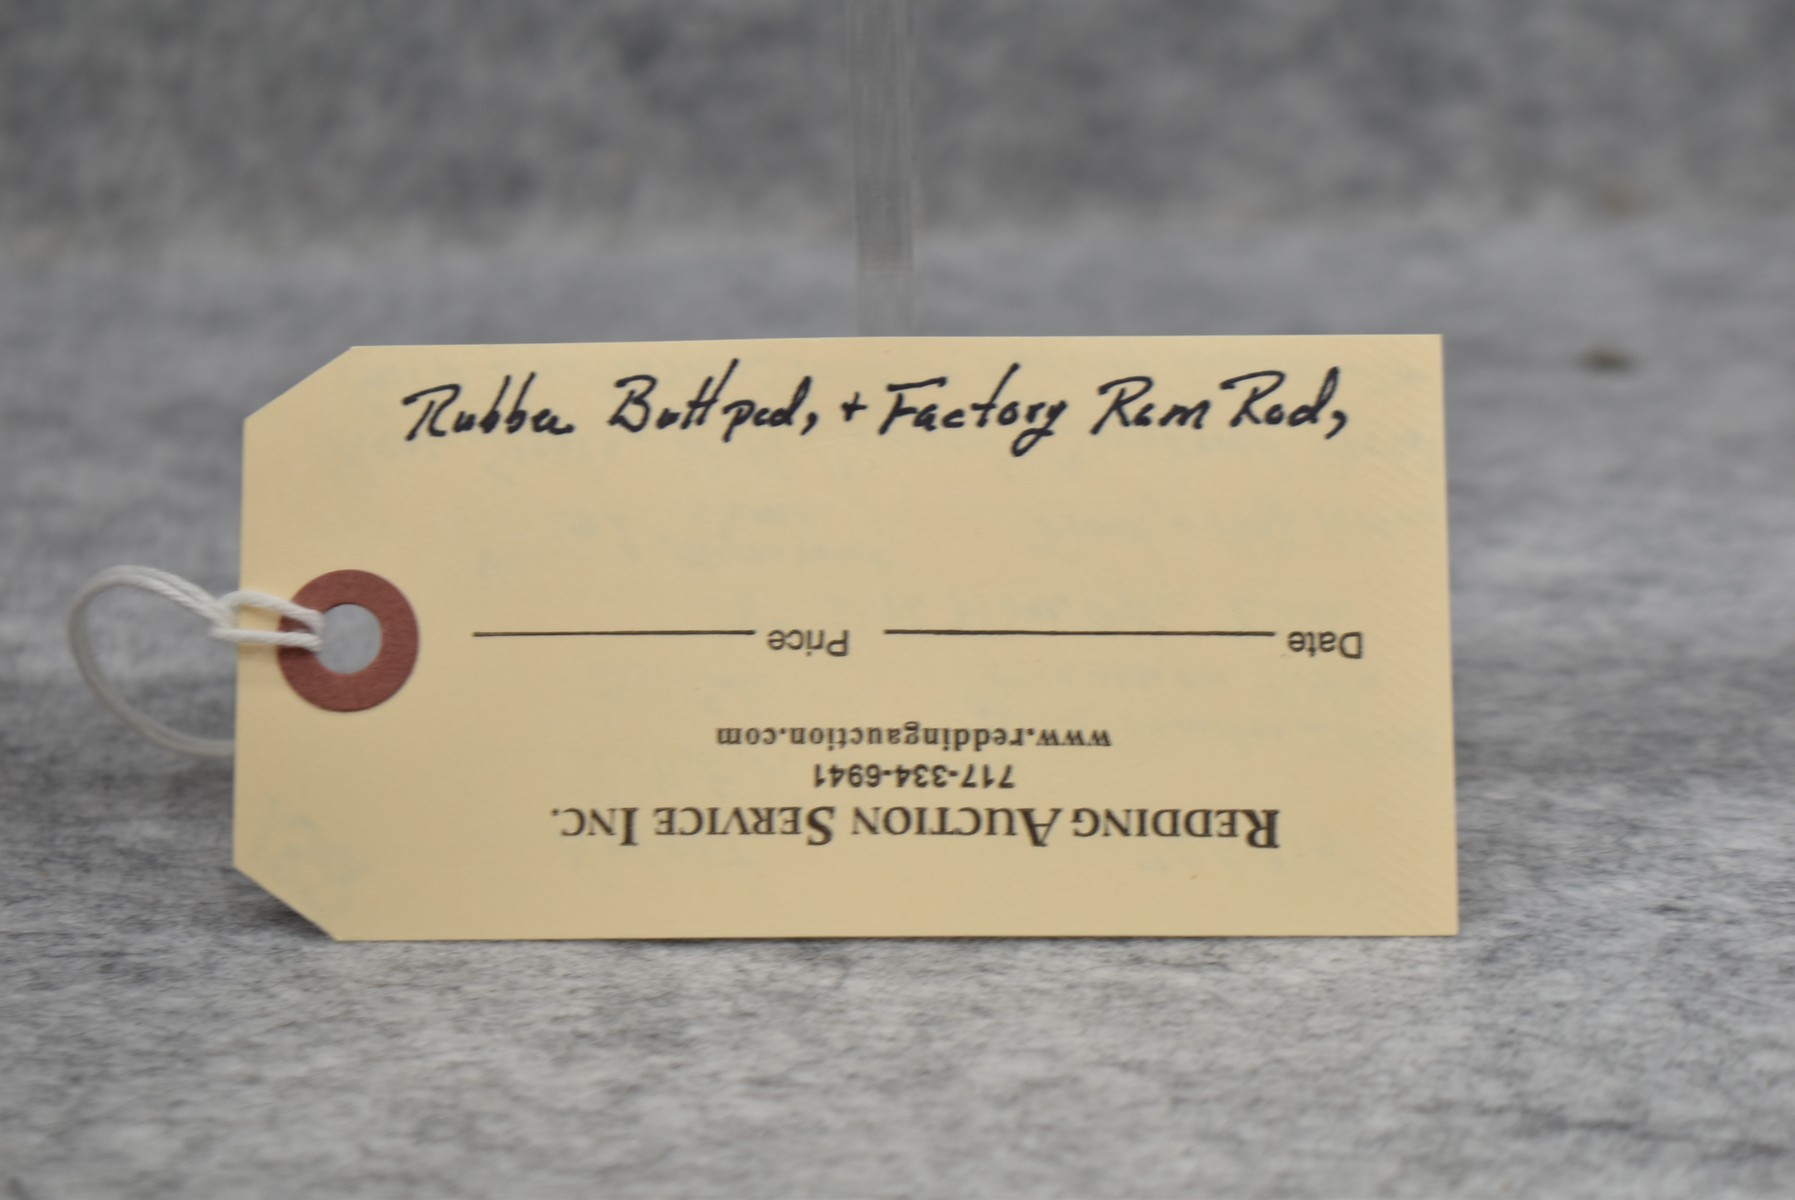 Rubber Buttpad, + Factory Ram Rod,
REDDING AUCTION SERVICE INC.
717-334-6941
www.reddingauction.com
Date Price